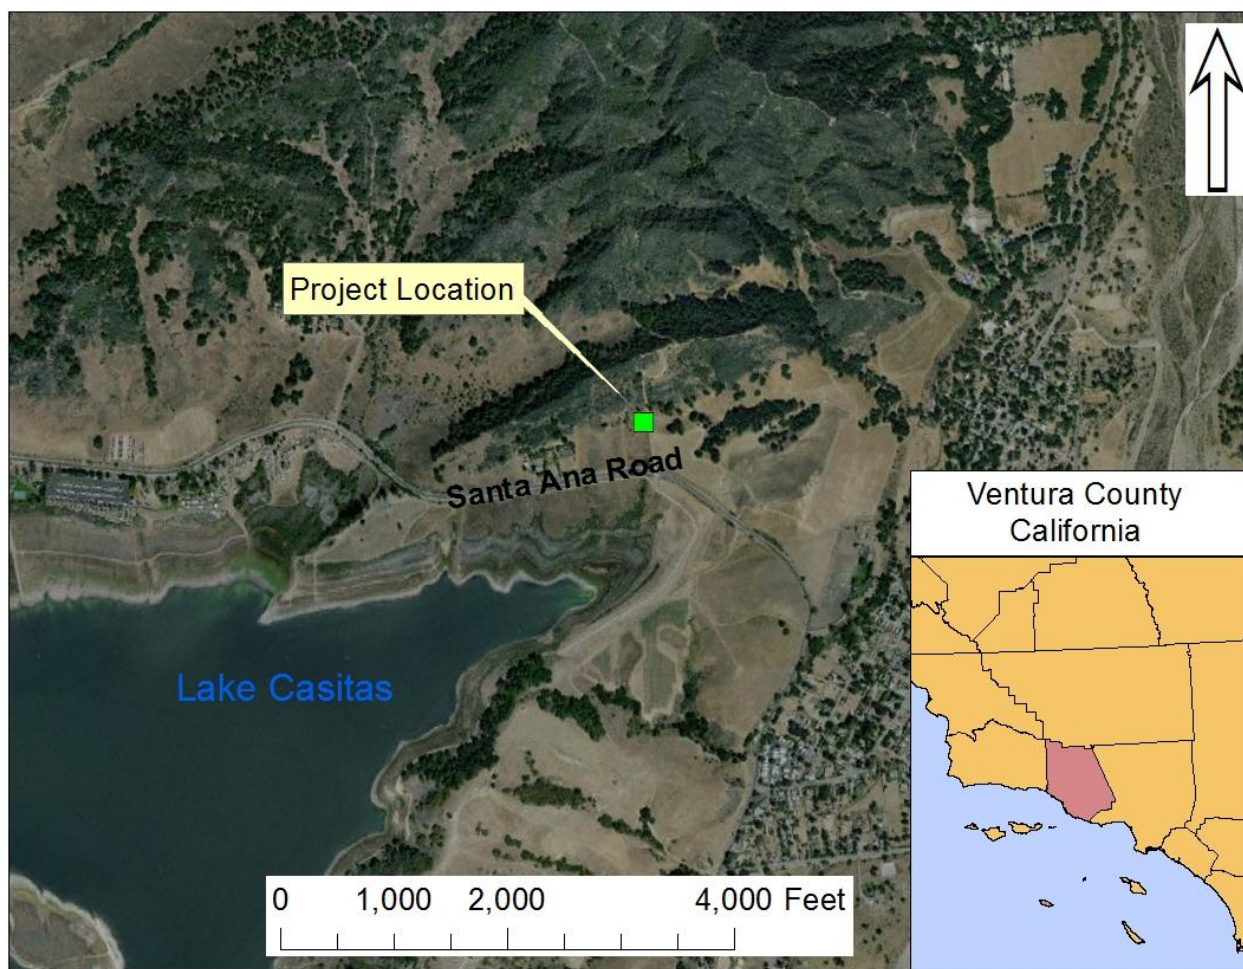 Project Location
Santa Ana Road
Lake Casitas
Ventura County
California
0 1,000 2,000 4,000 Feet